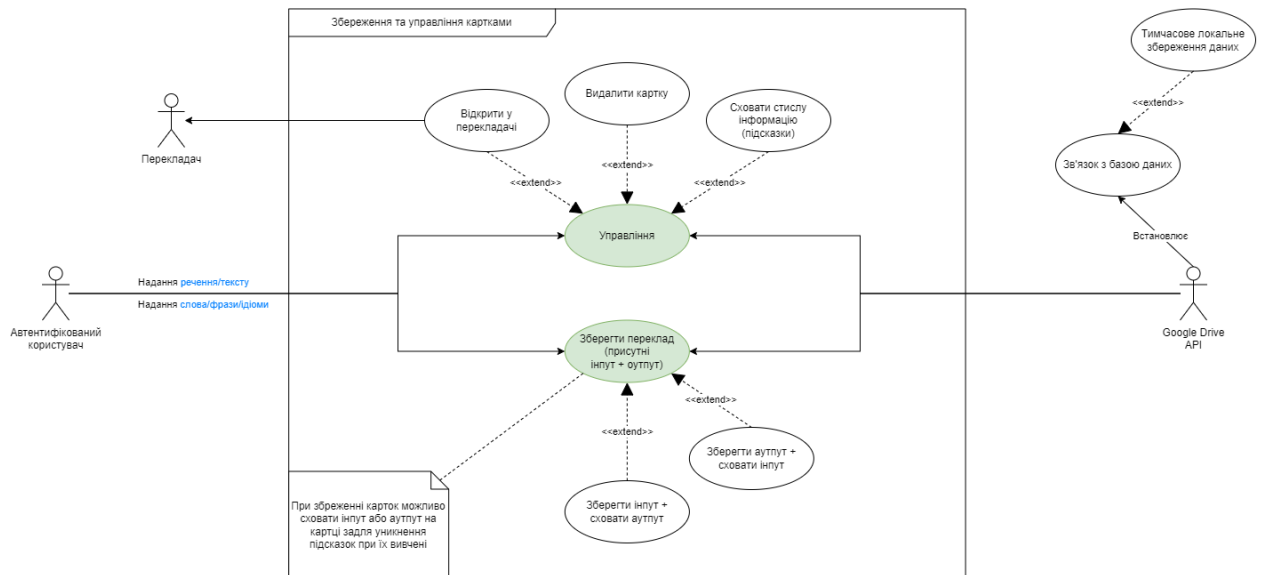 Збереження та управління картками
Тимчасове локальне
збереження даних
Видалити картку
Відкрити у
перекладачі
Сховати стислу
інформацію
(підсказки)
<<extend>>
Перекладач
<<extend>>
Зв'язок з базою даних
<<extend>>
<<extend>>
Управління
Встановлює
Надання речення/тексту
Надання слова/фрази/ідіоми
Автентифікований
користувач
Зберегти переклад
(присутні
інпут + оутпут)
Google Drive
API
<<extend>>
<<extend>>
Зберегти аутпут +
сховати інпут
Зберегти інпут +
сховати аутпут
При збреженні карток можливо
сховати інпут або аутпут на
картці задля уникнення
підсказок при їх вивчені